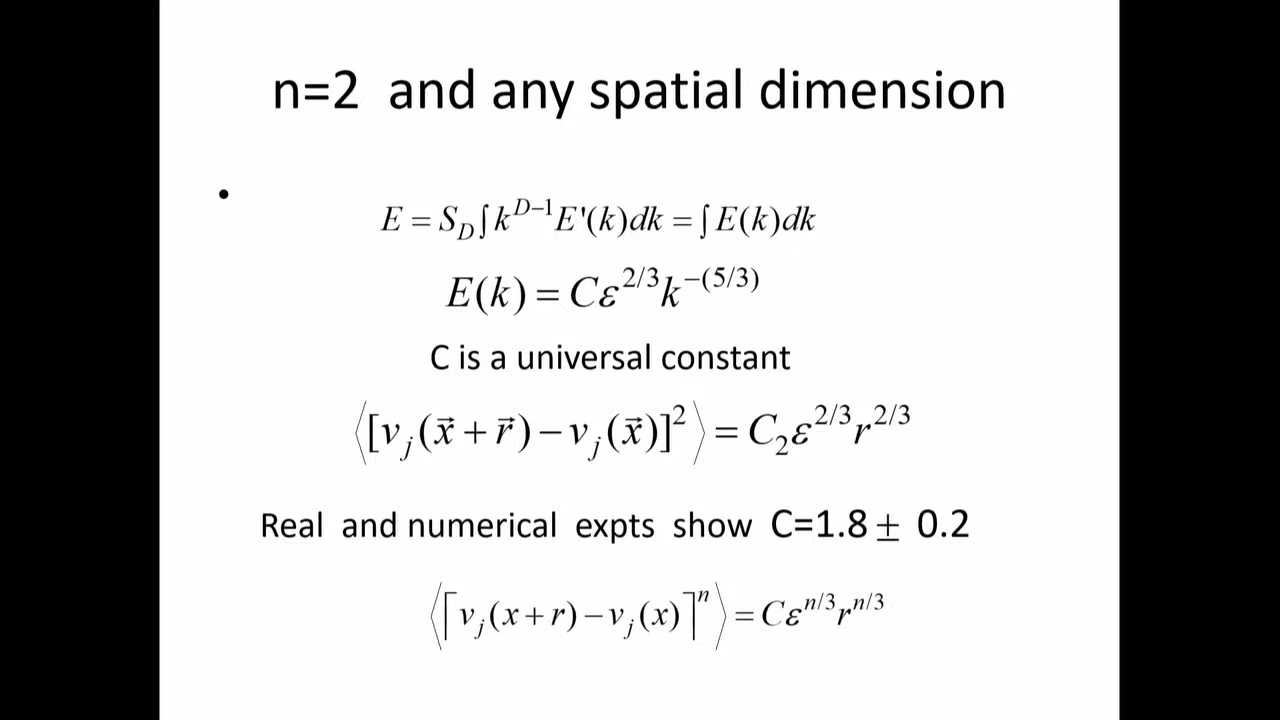 n=2 and any spatial dimension
•
E = S_D ∫ k^{D−1} E'(k)dk = ∫ E(k)dk
E(k) = Cε^{2/3} k^{−(5/3)}
C is a universal constant
⟨[v_j(x⃗ + r⃗) − v_j(x⃗)]^2⟩ = C_2 ε^{2/3} r^{2/3}
Real and numerical expts show C=1.8 ± 0.2
⟨[v_j(x + r) − v_j(x)]^n⟩ = Cε^{n/3} r^{n/3}